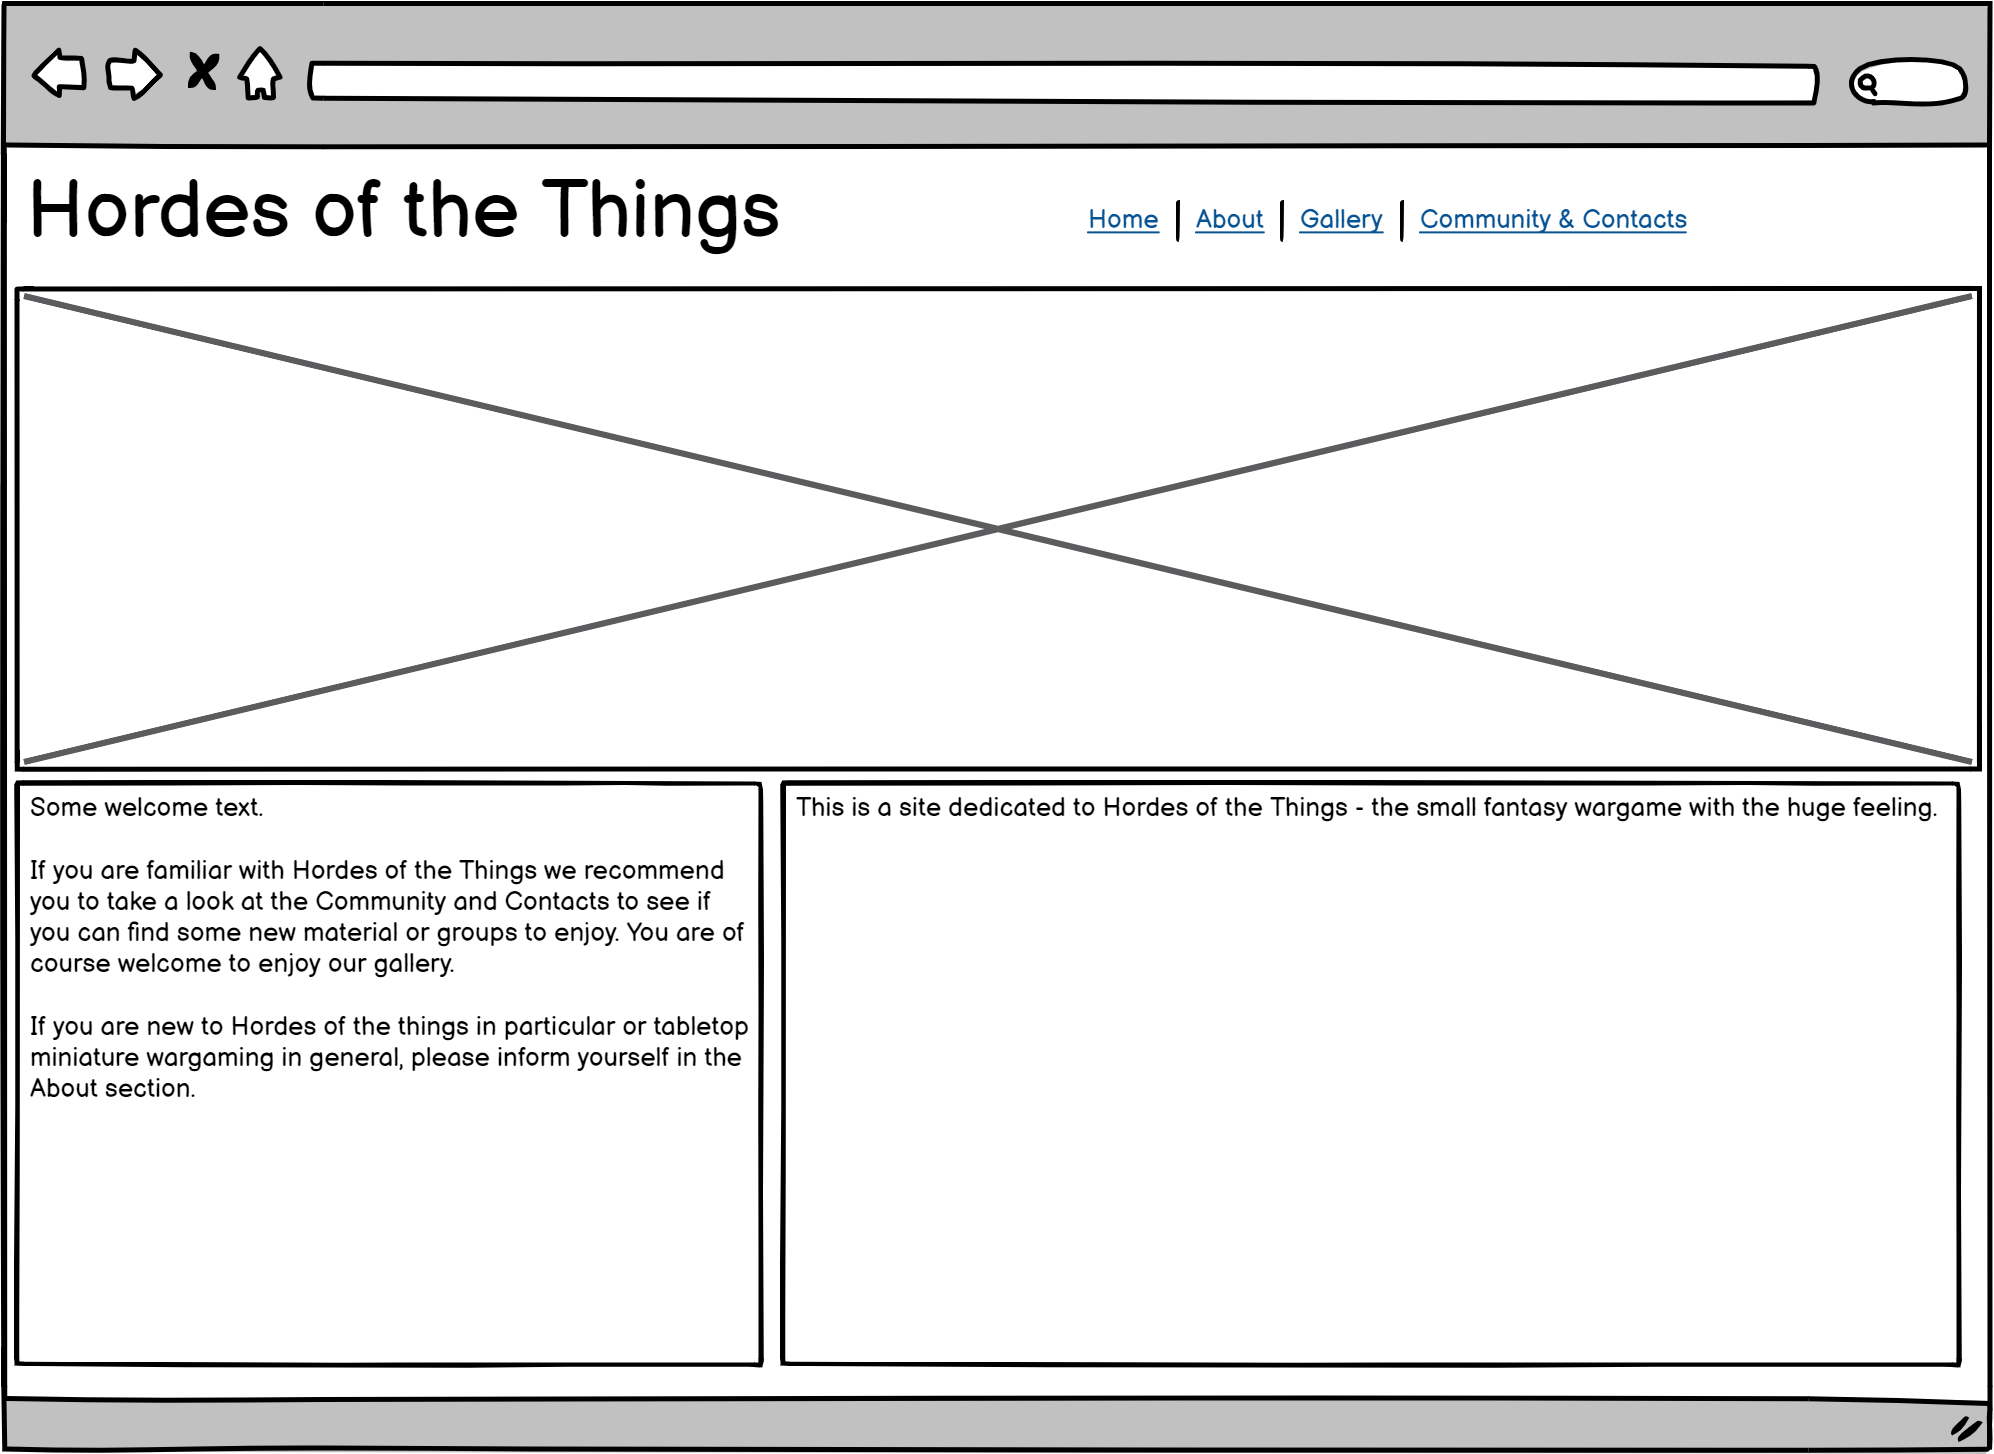 Hordes of the Things
Home | About | Gallery | Community & Contacts
Some welcome text.
If you are familiar with Hordes of the Things we recommend
you to take a look at the Community and Contacts to see if
you can find some new material or groups to enjoy. You are of
course welcome to enjoy our gallery.
If you are new to Hordes of the things in particular or tabletop
miniature wargaming in general, please inform yourself in the
About section.
This is a site dedicated to Hordes of the Things - the small fantasy wargame with the huge feeling.